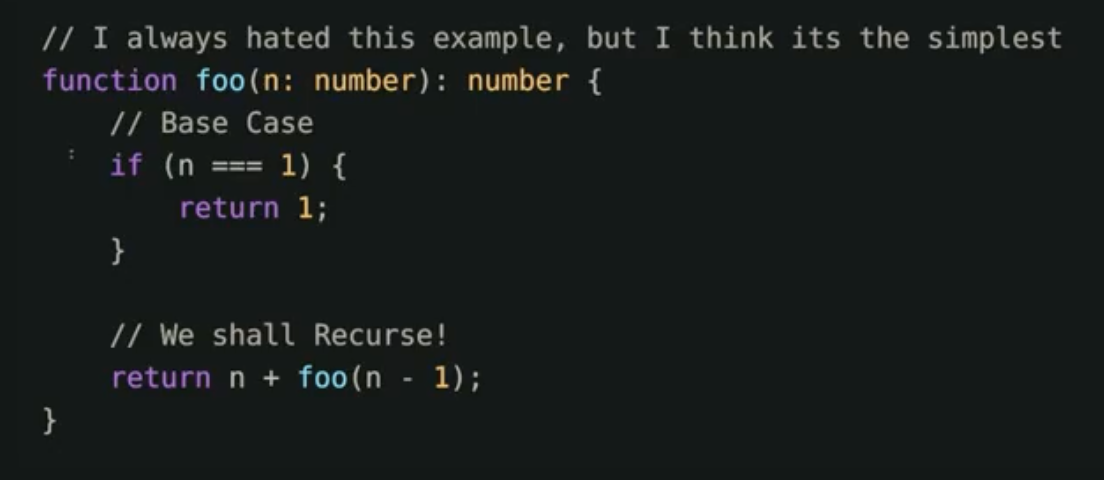 // I always hated this example, but I think its the simplest
function foo(n: number): number {
    // Base Case
    if (n === 1) {
        return 1;
    }

    // We shall Recurse!
    return n + foo(n - 1);
}